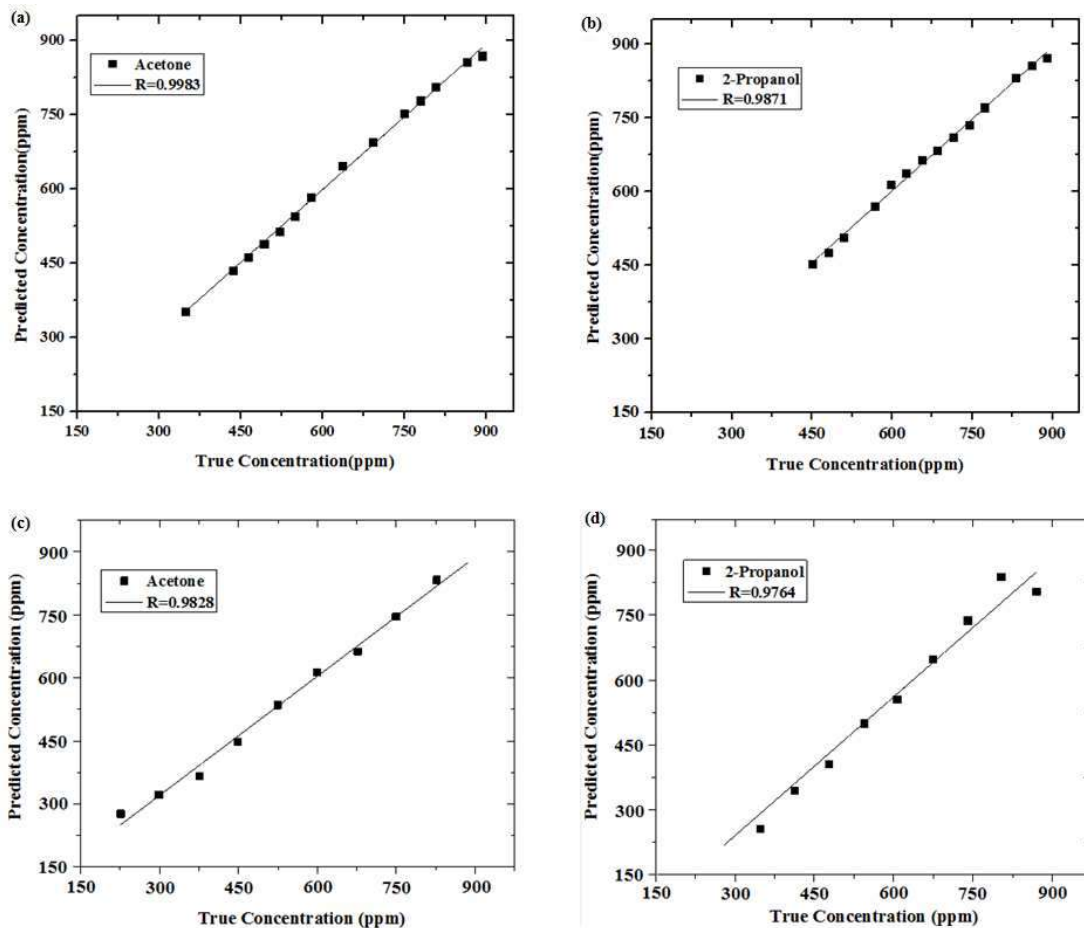 (a)
Acetone
R=0.9983
900
750
600
450
300
150
150 300 450 600 750 900
Predicted Concentration(ppm)
True Concentration(ppm)
(b)
2-Propanol
R=0.9871
900
750
600
450
300
150
150 300 450 600 750 900
Predicted Concentration(ppm)
True Concentration(ppm)
(c)
Acetone
R=0.9828
900
750
600
450
300
150
150 300 450 600 750 900
Predicted Concentration (ppm)
True Concentration (ppm)
(d)
2-Propanol
R=0.9764
900
750
600
450
300
150
150 300 450 600 750 900
Predicted Concentration (ppm)
True Concentration (ppm)